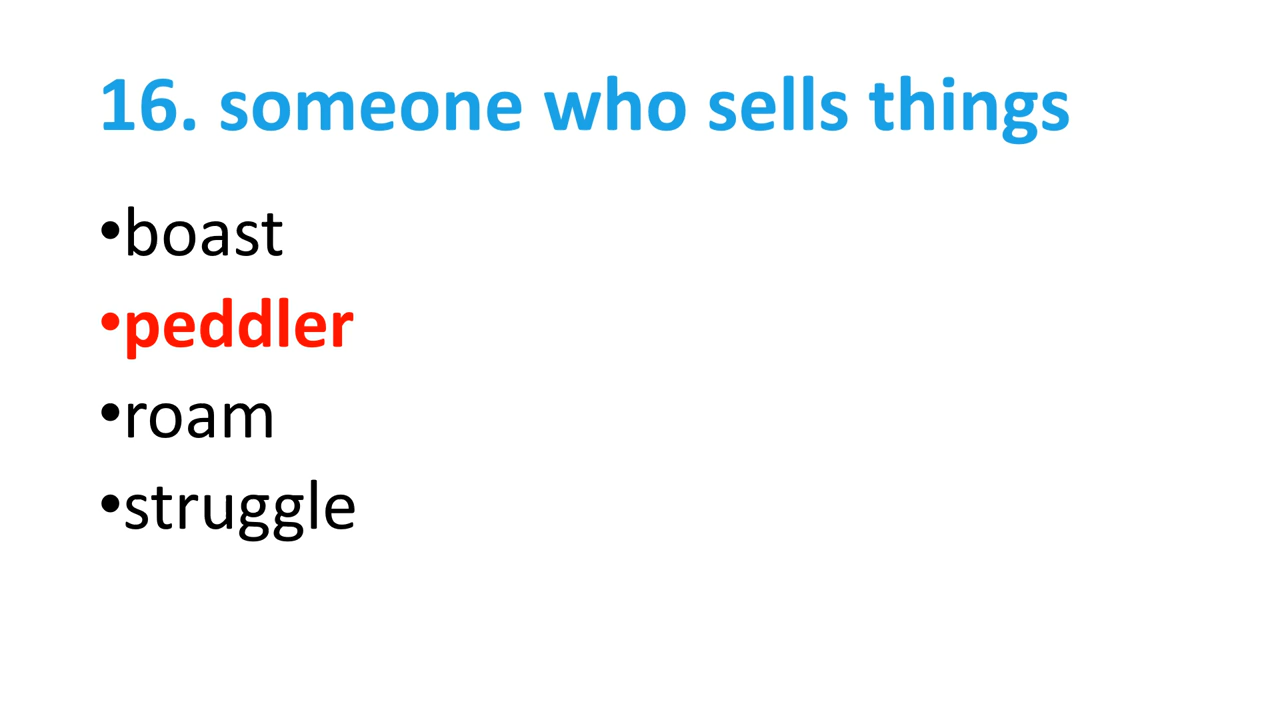 16. someone who sells things
•boast
•peddler
•roam
•struggle